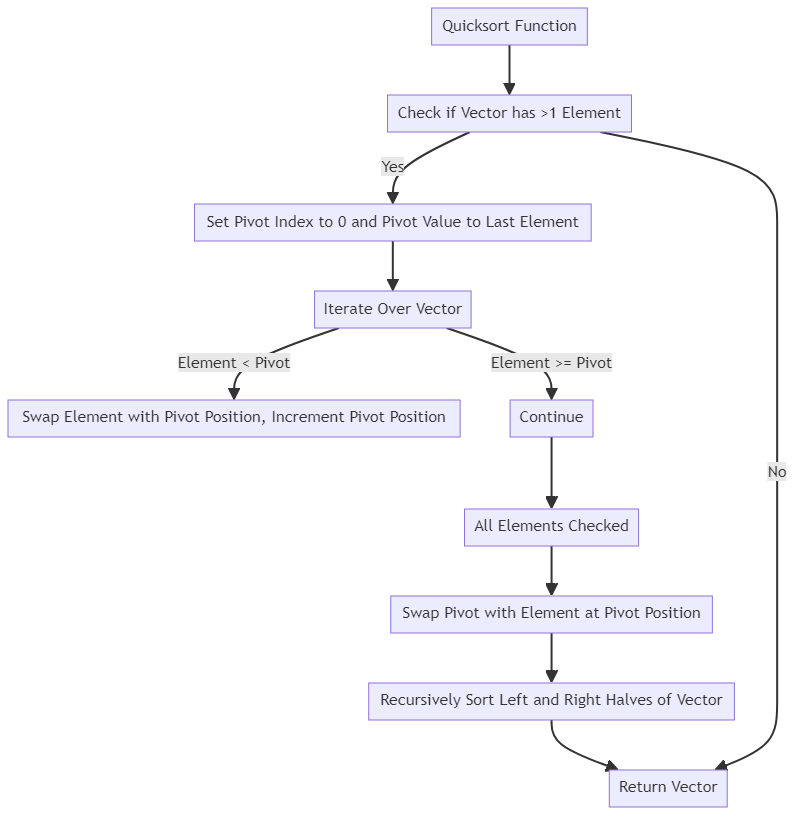 Quicksort Function
Check if Vector has >1 Element
Yes
Set Pivot Index to 0 and Pivot Value to Last Element
Iterate Over Vector
Element < Pivot
Element >= Pivot
Swap Element with Pivot Position, Increment Pivot Position
Continue
No
All Elements Checked
Swap Pivot with Element at Pivot Position
Recursively Sort Left and Right Halves of Vector
Return Vector